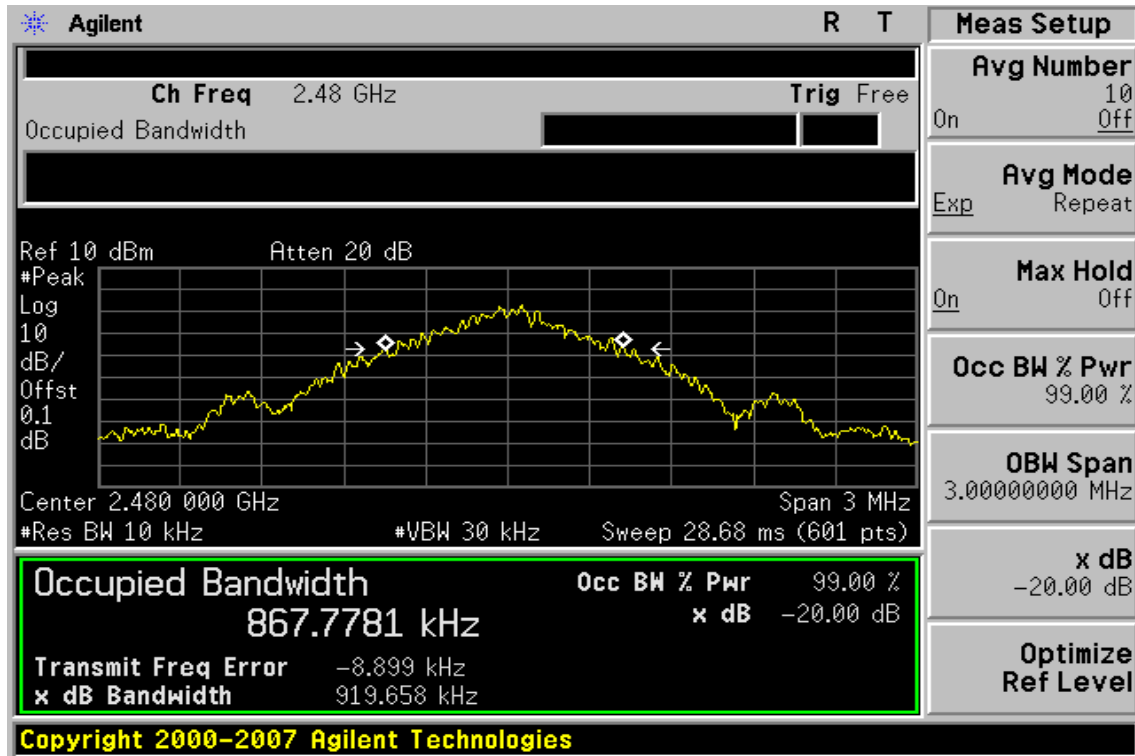 Agilent R T
Meas Setup
Ch Freq 2.48 GHz Trig Free
Occupied Bandwidth
Ref 10 dBm Atten 20 dB
#Peak
Log
10
dB/
Offst
0.1
dB
Center 2.480 000 GHz Span 3 MHz
#Res BW 10 kHz #VBW 30 kHz Sweep 28.68 ms (601 pts)
Occupied Bandwidth Occ BW % Pwr 99.00 %
867.7781 kHz x dB -20.00 dB
Transmit Freq Error -8.899 kHz
x dB Bandwidth 919.658 kHz
Avg Number
10
On Off
Avg Mode
Exp Repeat
Max Hold
On Off
Occ BW % Pwr
99.00 %
OBW Span
3.00000000 MHz
x dB
-20.00 dB
Optimize
Ref Level
Copyright 2000-2007 Agilent Technologies